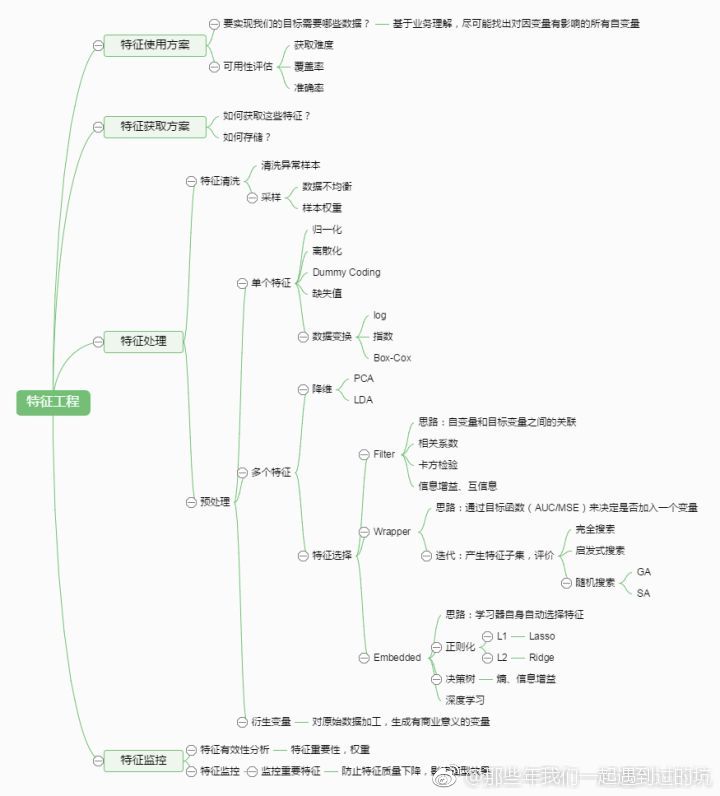 要实现我们的目标需要哪些数据？
基于业务理解，尽可能找出对因变量有影响的所有自变量
特征使用方案
获取难度
可用性评估
覆盖率
准确率
如何获取这些特征？
特征获取方案
如何存储？
清洗异常样本
特征清洗
数据不均衡
采样
样本权重
归一化
离散化
单个特征
Dummy Coding
缺失值
log
数据变换
指数
特征处理
Box-Cox
PCA
降维
LDA
特征工程
思路：自变量和目标变量之间的关联
相关系数
Filter
卡方检验
多个特征
信息增益、互信息
预处理
思路：通过目标函数（AUC/MSE）来决定是否加入一个变量
Wrapper
完全搜索
特征选择
迭代：产生特征子集，评价
启发式搜索
GA
随机搜索
SA
思路：学习器自身自动选择特征
L1
Lasso
正则化
L2
Ridge
Embedded
决策树
熵、信息增益
深度学习
衍生变量
对原始数据加工，生成有商业意义的变量
特征有效性分析
特征重要性，权重
特征监控
特征监控
监控重要特征
防止特征质量下降，影响模型效果
@那些年我们一起遇到过的坑